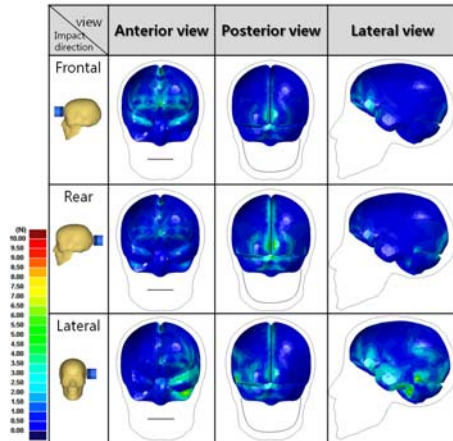 view
Impact
direction
Anterior view
Posterior view
Lateral view
Frontal
Rear
Lateral
(N)
10.00
9.50
9.00
8.50
8.00
7.50
7.00
6.50
6.00
5.50
5.00
4.50
4.00
3.50
3.00
2.50
2.00
1.50
1.00
0.50
0.00